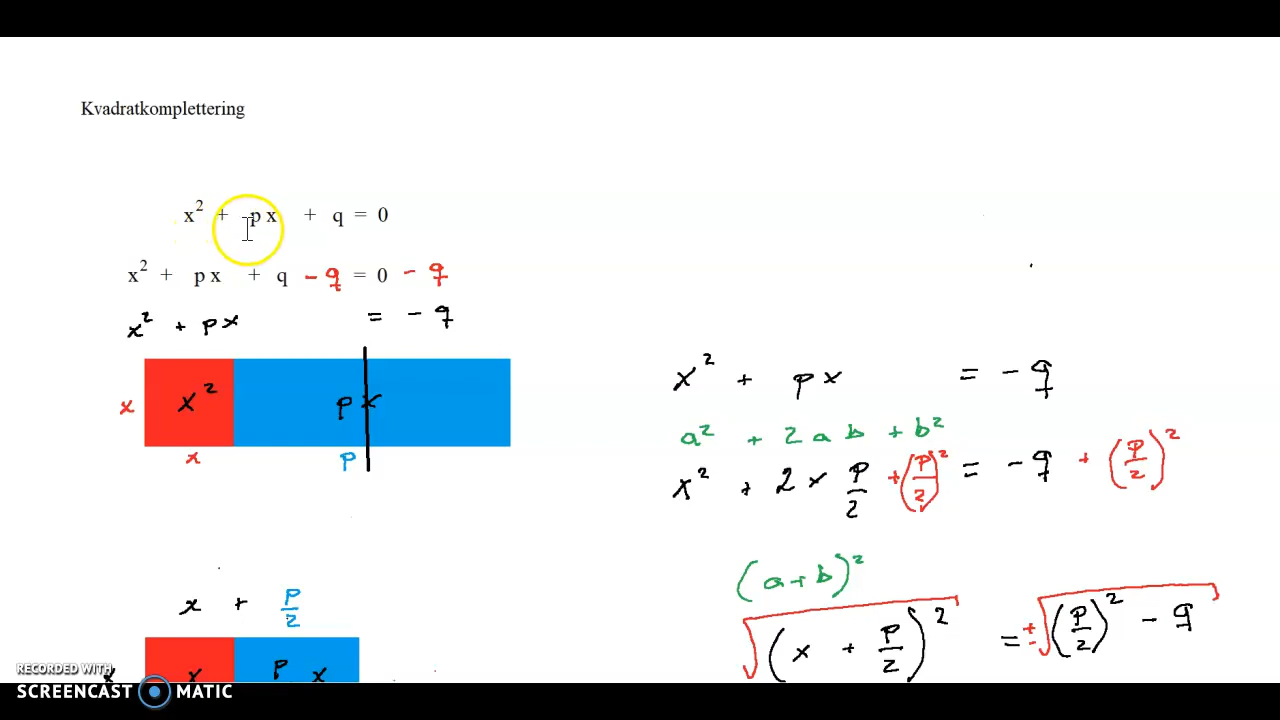 Kvadratkomplettering
x² + px + q = 0
x² + px + q - q = 0 - q
x² + px = - q
x x² px
x p
x + p/2
x x p x
x² + px = - q
a² + 2ab + b²
x² + 2x p/2 + (p/2)² = - q + (p/2)²
(a+b)²
√(x + p/2)² = ±√(p/2)² - q
RECORDED WITH
SCREENCAST MATIC